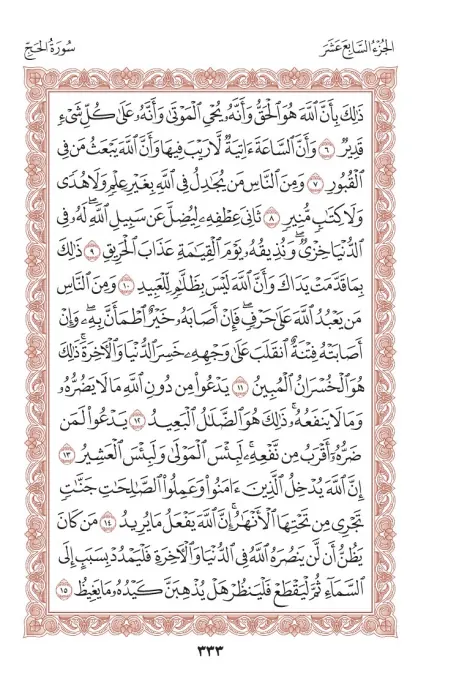 الجزء السابع عشر
سورة الحج
ذَٰلِكَ بِأَنَّ ٱللَّهَ هُوَ ٱلْحَقُّ وَأَنَّهُۥ يُحْيِ ٱلْمَوْتَىٰ وَأَنَّهُۥ عَلَىٰ كُلِّ شَىْءٍ
قَدِيرٌ ٦ وَأَنَّ ٱلسَّاعَةَ ءَاتِيَةٌ لَّا رَيْبَ فِيهَا وَأَنَّ ٱللَّهَ يَبْعَثُ مَن فِى
ٱلْقُبُورِ ٧ وَمِنَ ٱلنَّاسِ مَن يُجَٰدِلُ فِى ٱللَّهِ بِغَيْرِ عِلْمٍ وَلَا هُدًى
وَلَا كِتَٰبٍ مُّنِيرٍ ٨ ثَانِىَ عِطْفِهِۦ لِيُضِلَّ عَن سَبِيلِ ٱللَّهِ ۖ لَهُۥ فِى
ٱلدُّنْيَا خِزْىٌ ۖ وَنُذِيقُهُۥ يَوْمَ ٱلْقِيَٰمَةِ عَذَابَ ٱلْحَرِيقِ ٩ ذَٰلِكَ
بِمَا قَدَّمَتْ يَدَاكَ وَأَنَّ ٱللَّهَ لَيْسَ بِظَلَّٰمٍ لِّلْعَبِيدِ ١٠ وَمِنَ ٱلنَّاسِ
مَن يَعْبُدُ ٱللَّهَ عَلَىٰ حَرْفٍ ۖ فَإِنْ أَصَابَهُۥ خَيْرٌ ٱطْمَأَنَّ بِهِۦ ۖ وَإِنْ
أَصَابَتْهُ فِتْنَةٌ ٱنقَلَبَ عَلَىٰ وَجْهِهِۦ خَسِرَ ٱلدُّنْيَا وَٱلْءَاخِرَةَ ۚ ذَٰلِكَ
هُوَ ٱلْخُسْرَانُ ٱلْمُبِينُ ١١ يَدْعُوا۟ مِن دُونِ ٱللَّهِ مَا لَا يَضُرُّهُۥ
وَمَا لَا يَنفَعُهُۥ ۚ ذَٰلِكَ هُوَ ٱلضَّلَٰلُ ٱلْبَعِيدُ ١٢ يَدْعُوا۟ لَمَن
ضَرُّهُۥٓ أَقْرَبُ مِن نَّفْعِهِۦ ۚ لَبِئْسَ ٱلْمَوْلَىٰ وَلَبِئْسَ ٱلْعَشِيرُ ١٣
إِنَّ ٱللَّهَ يُدْخِلُ ٱلَّذِينَ ءَامَنُوا۟ وَعَمِلُوا۟ ٱلصَّٰلِحَٰتِ جَنَّٰتٍ
تَجْرِى مِن تَحْتِهَا ٱلْأَنْهَٰرُ ۚ إِنَّ ٱللَّهَ يَفْعَلُ مَا يُرِيدُ ١٤ مَن كَانَ
يَظُنُّ أَن لَّن يَنصُرَهُ ٱللَّهُ فِى ٱلدُّنْيَا وَٱلْءَاخِرَةِ فَلْيَمْدُدْ بِسَبَبٍ إِلَى
ٱلسَّمَآءِ ثُمَّ لْيَقْطَعْ فَلْيَنظُرْ هَلْ يُذْهِبَنَّ كَيْدُهُۥ مَا يَغِيظُ ١٥
٣٣٣